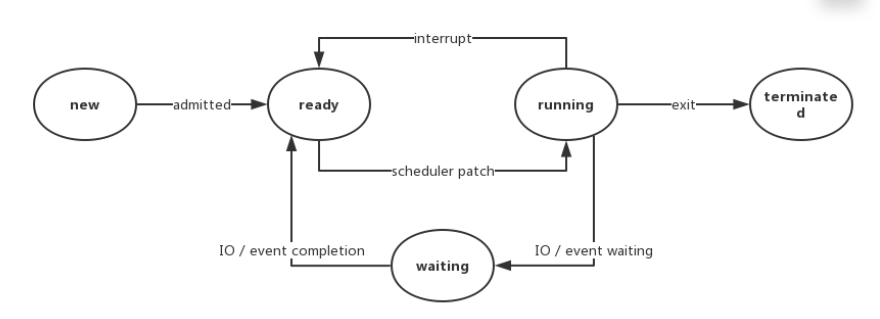 interrupt
new
admitted
ready
running
exit
terminate
d
scheduler patch
IO / event completion
IO / event waiting
waiting